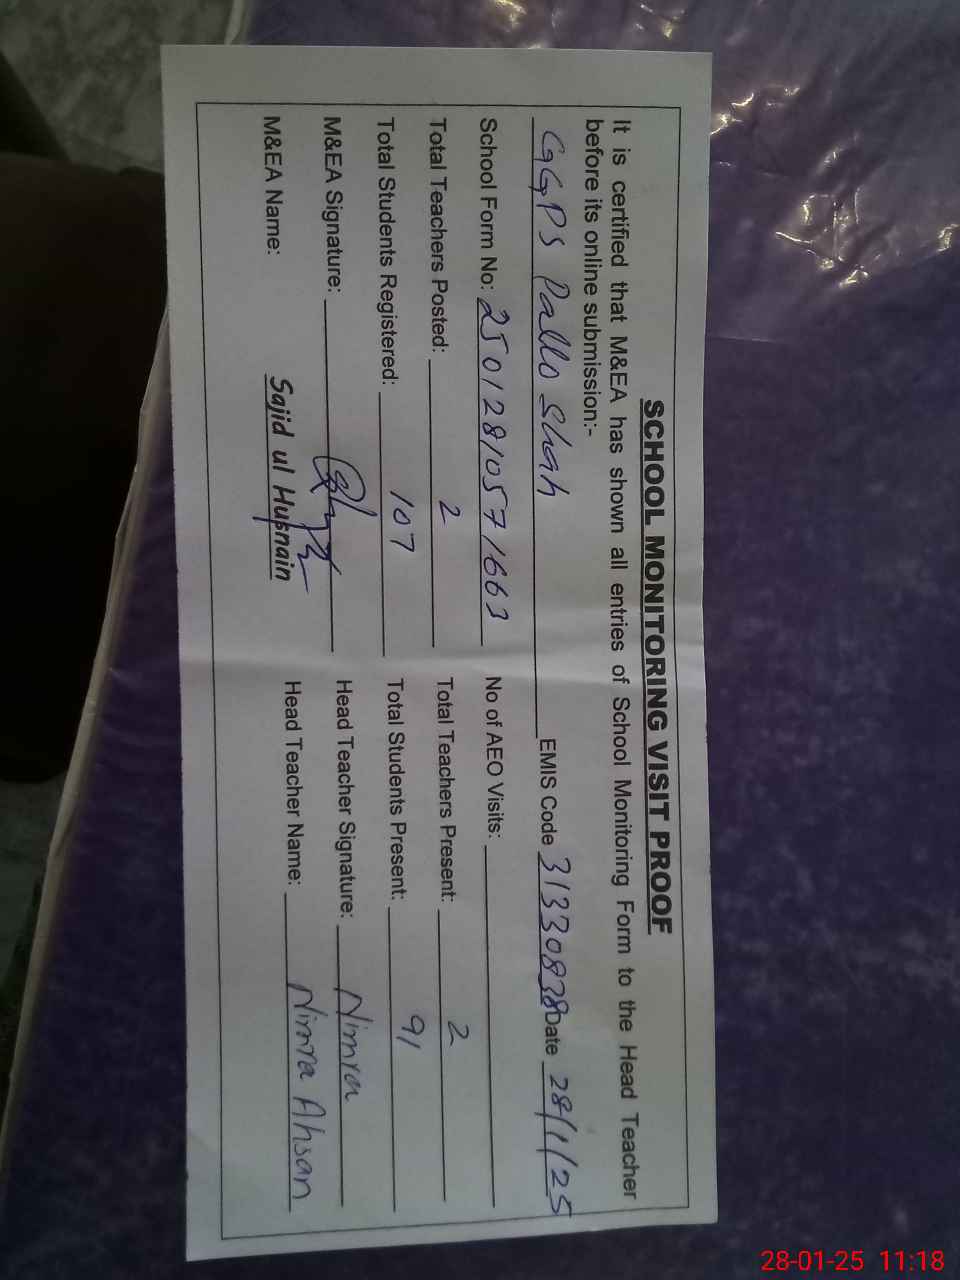 SCHOOL MONITORING VISIT PROOF
It is certified that M&EA has shown all entries of School Monitoring Form to the Head Teacher
before its online submission:-
GGPS Dallo Shah EMIS Code 31330838 Date 28/1/25
School Form No: 25012810571663 No of AEO Visits:
Total Teachers Posted: 2 Total Teachers Present: 2
Total Students Registered: 107 Total Students Present: 91
M&EA Signature: Head Teacher Signature: Nimra
M&EA Name: Sajid ul Husnain Head Teacher Name: Nimra Ahsan
28-01-25 11:18